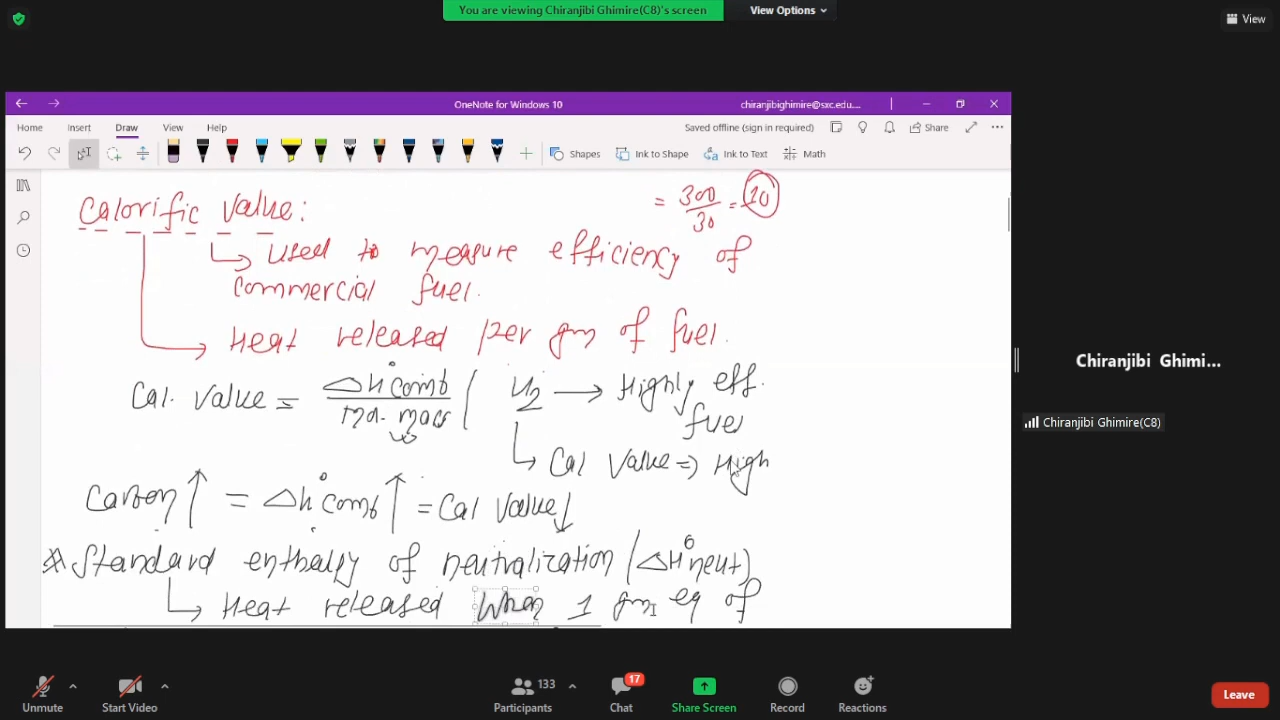 You are viewing Chiranjibi Ghimire(C8)'s screen
View Options
View
OneNote for Windows 10
chiranjibighimire@sxc.edu....
Home Insert Draw View Help
Saved offline (sign in required)
Share
Shapes
Ink to Shape
Ink to Text
Math
= 300/30 = 10
Calorific Value:
Used to measure efficiency of
commercial fuel.
Heat released per gm of fuel.
Cal. Value = ΔH°comb / Mol. mass
H2 → Highly eff.
fuel
Cal Value => High
Carbon ↑ = ΔH°comb ↑ = Cal Value ↓
* Standard enthalpy of neutralization (ΔH°neut)
Heat released when 1 gm eq of
Chiranjibi Ghimi...
Chiranjibi Ghimire(C8)
Unmute
Start Video
133
Participants
17
Chat
Share Screen
Record
Reactions
Leave